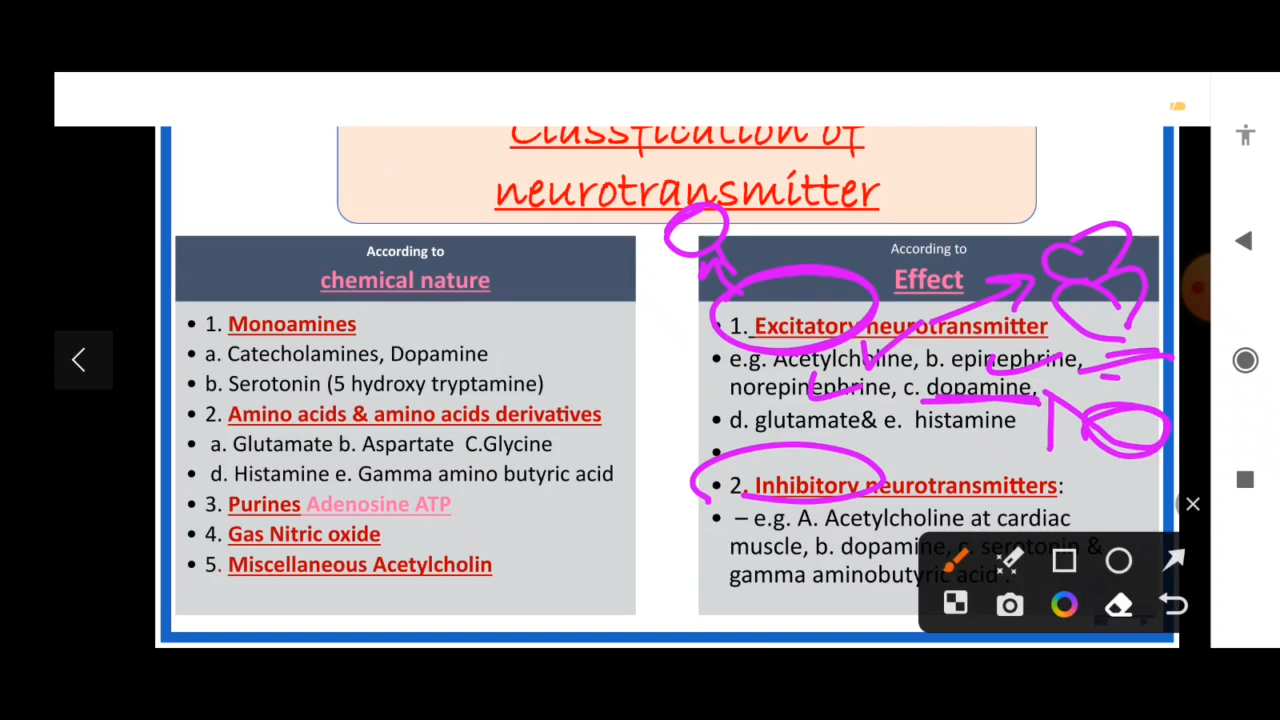 Classfication of
neurotransmitter
According to
chemical nature
• 1. Monoamines
• a. Catecholamines, Dopamine
• b. Serotonin (5 hydroxy tryptamine)
• 2. Amino acids & amino acids derivatives
• a. Glutamate b. Aspartate C.Glycine
• d. Histamine e. Gamma amino butyric acid
• 3. Purines Adenosine ATP
• 4. Gas Nitric oxide
• 5. Miscellaneous Acetylcholin
According to
Effect
• 1. Excitatory neurotransmitter
• e.g. Acetylcholine, b. epinephrine,
norepinephrine, c. dopamine,
• d. glutamate& e. histamine
•
• 2. Inhibitory neurotransmitters:
• – e.g. A. Acetylcholine at cardiac
muscle, b. dopamine, c. serotonin &
gamma aminobutyric acid .